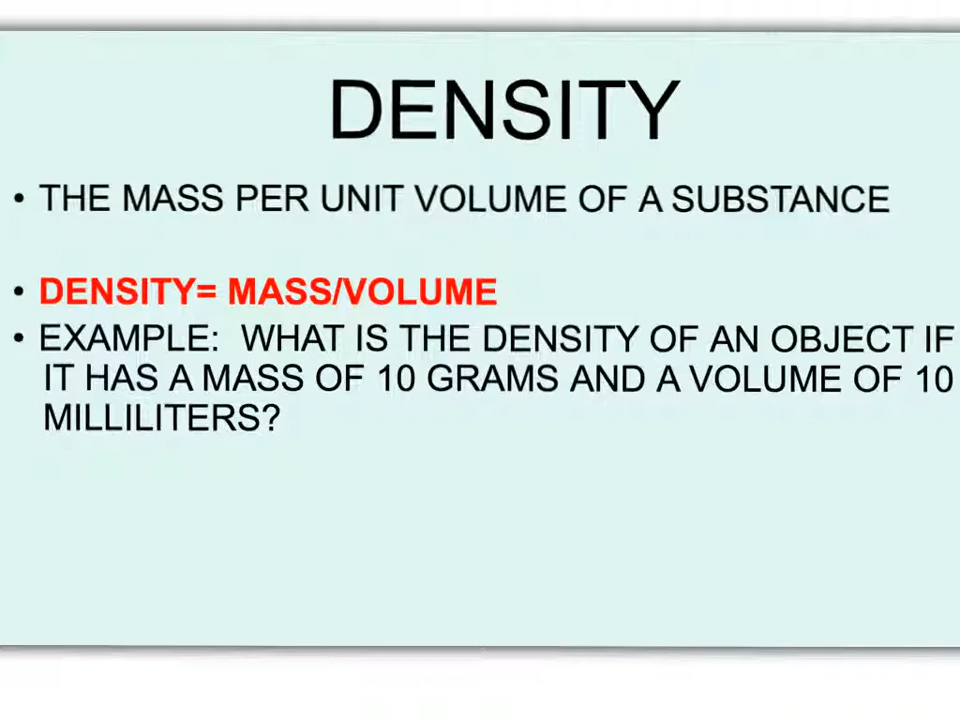 DENSITY
• THE MASS PER UNIT VOLUME OF A SUBSTANCE
• DENSITY= MASS/VOLUME
• EXAMPLE:  WHAT IS THE DENSITY OF AN OBJECT IF
IT HAS A MASS OF 10 GRAMS AND A VOLUME OF 10
MILLILITERS?